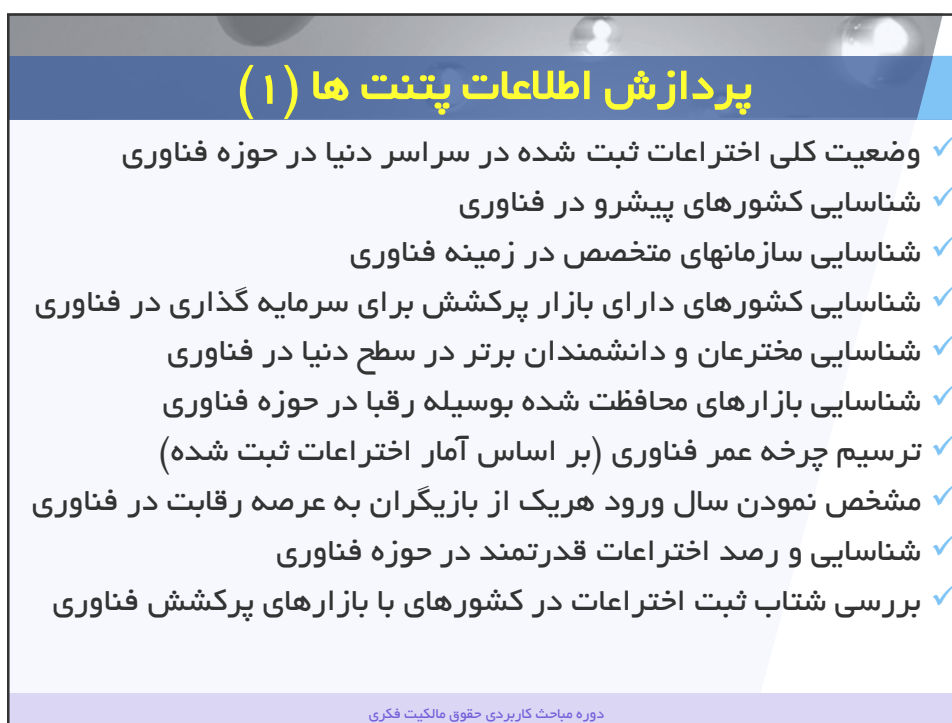 پردازش اطلاعات پتنت ها (۱)
وضعیت کلی اختراعات ثبت شده در سراسر دنیا در حوزه فناوری
شناسایی کشورهای پیشرو در فناوری
شناسایی سازمانهای متخصص در زمینه فناوری
شناسایی کشورهای دارای بازار پرکشش برای سرمایه گذاری در فناوری
شناسایی مخترعان و دانشمندان برتر در سطح دنیا در فناوری
شناسایی بازارهای محافظت شده بوسیله رقبا در حوزه فناوری
ترسیم چرخه عمر فناوری (بر اساس آمار اختراعات ثبت شده)
مشخص نمودن سال ورود هریک از بازیگران به عرصه رقابت در فناوری
شناسایی و رصد اختراعات قدرتمند در حوزه فناوری
بررسی شتاب ثبت اختراعات در کشورهای با بازارهای پرکشش فناوری
دوره مباحث کاربردی حقوق مالکیت فکری